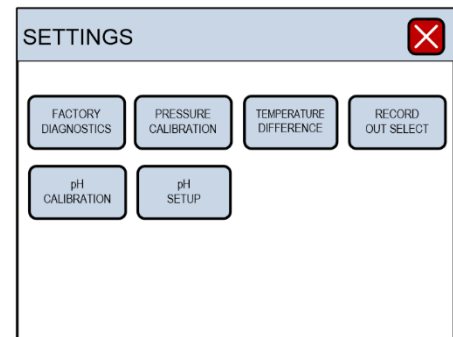 SETTINGS
FACTORY
DIAGNOSTICS
PRESSURE
CALIBRATION
TEMPERATURE
DIFFERENCE
RECORD
OUT SELECT
pH
CALIBRATION
pH
SETUP